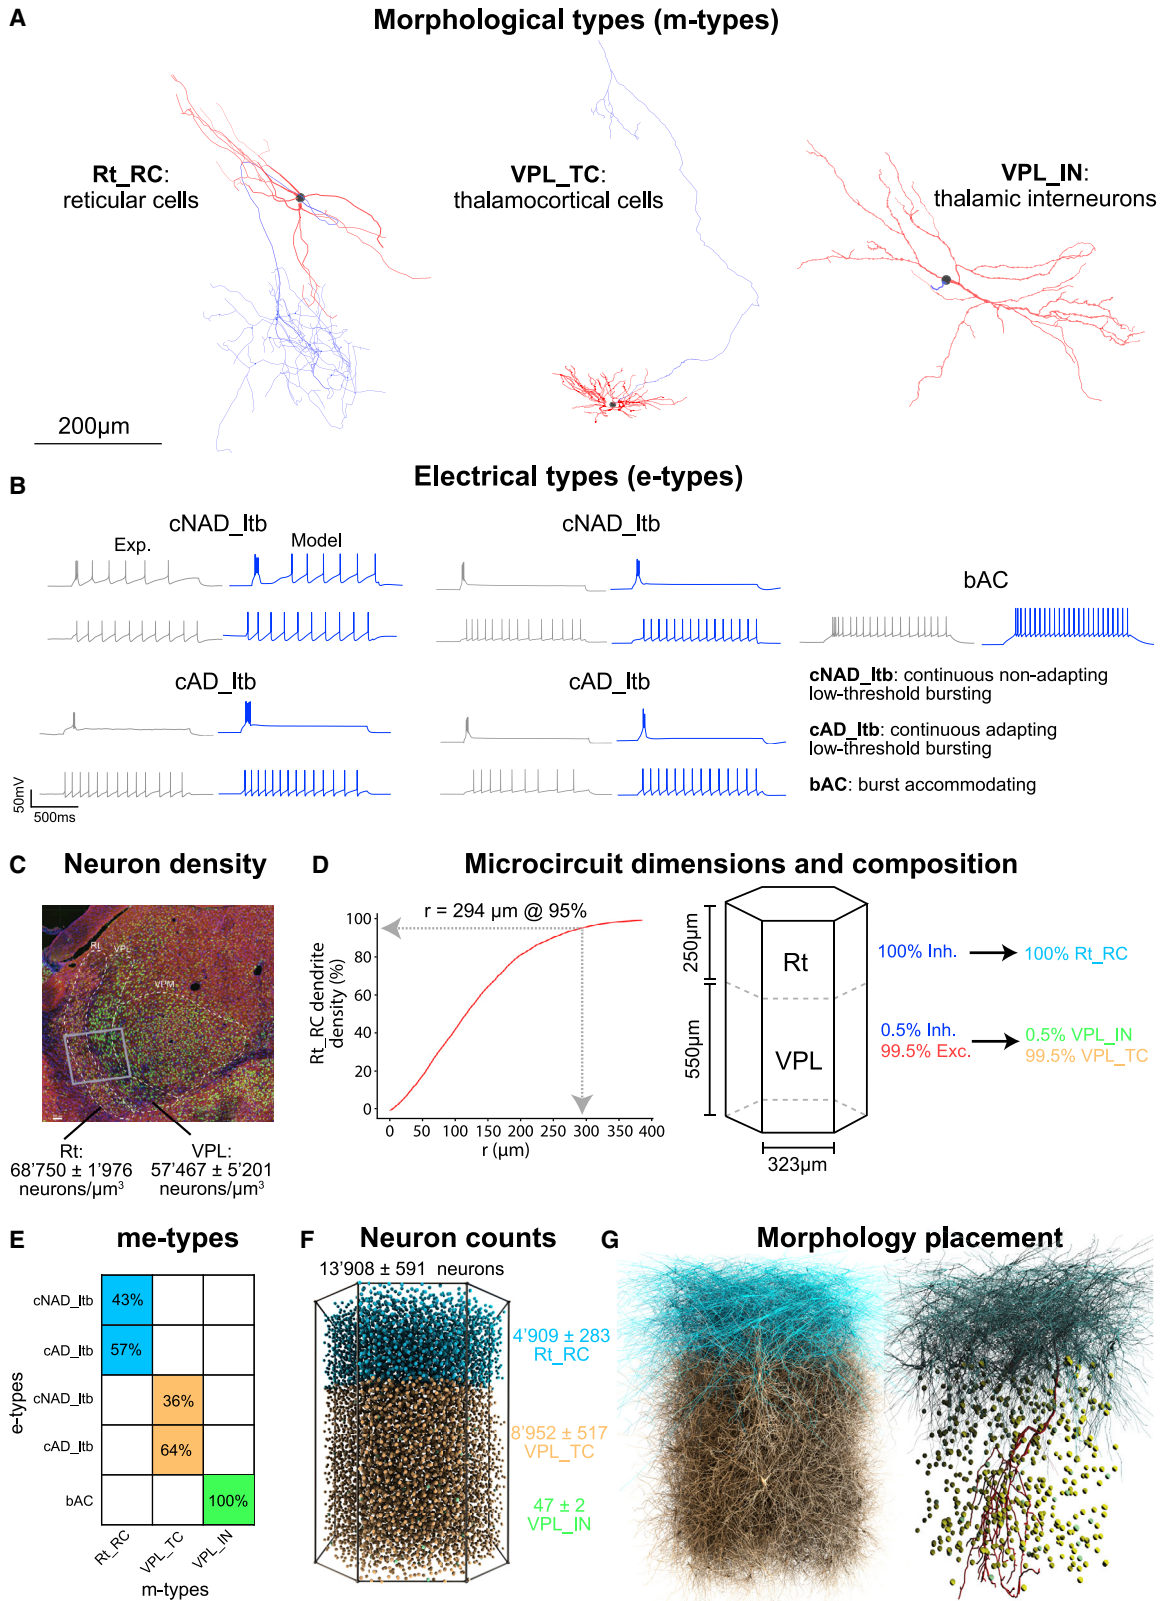 A
Morphological types (m-types)
Rt_RC:
reticular cells
VPL_TC:
thalamocortical cells
VPL_IN:
thalamic interneurons
200µm
B
Electrical types (e-types)
cNAD_ltb
Exp.
Model
cNAD_ltb
bAC
cAD_ltb
cAD_ltb
cNAD_ltb: continuous non-adapting
low-threshold bursting
cAD_ltb: continuous adapting
low-threshold bursting
bAC: burst accommodating
50mV
500ms
C
Neuron density
Rt
VPL
VPM
Rt:
68'750 ± 1'976
neurons/µm³
VPL:
57'467 ± 5'201
neurons/µm³
D
Microcircuit dimensions and composition
r = 294 µm @ 95%
Rt_RC dendrite
density (%)
100
80
60
40
20
0
0 50 100 150 200 250 300 350 400
r (µm)
250µm
550µm
Rt
VPL
323µm
100% Inh.
100% Rt_RC
0.5% Inh.
99.5% Exc.
0.5% VPL_IN
99.5% VPL_TC
E
me-types
e-types
cNAD_ltb
43%
cAD_ltb
57%
cNAD_ltb
36%
cAD_ltb
64%
bAC
100%
Rt_RC
VPL_TC
VPL_IN
m-types
F
Neuron counts
13'908 ± 591 neurons
4'909 ± 283
Rt_RC
8'952 ± 517
VPL_TC
47 ± 2
VPL_IN
G
Morphology placement